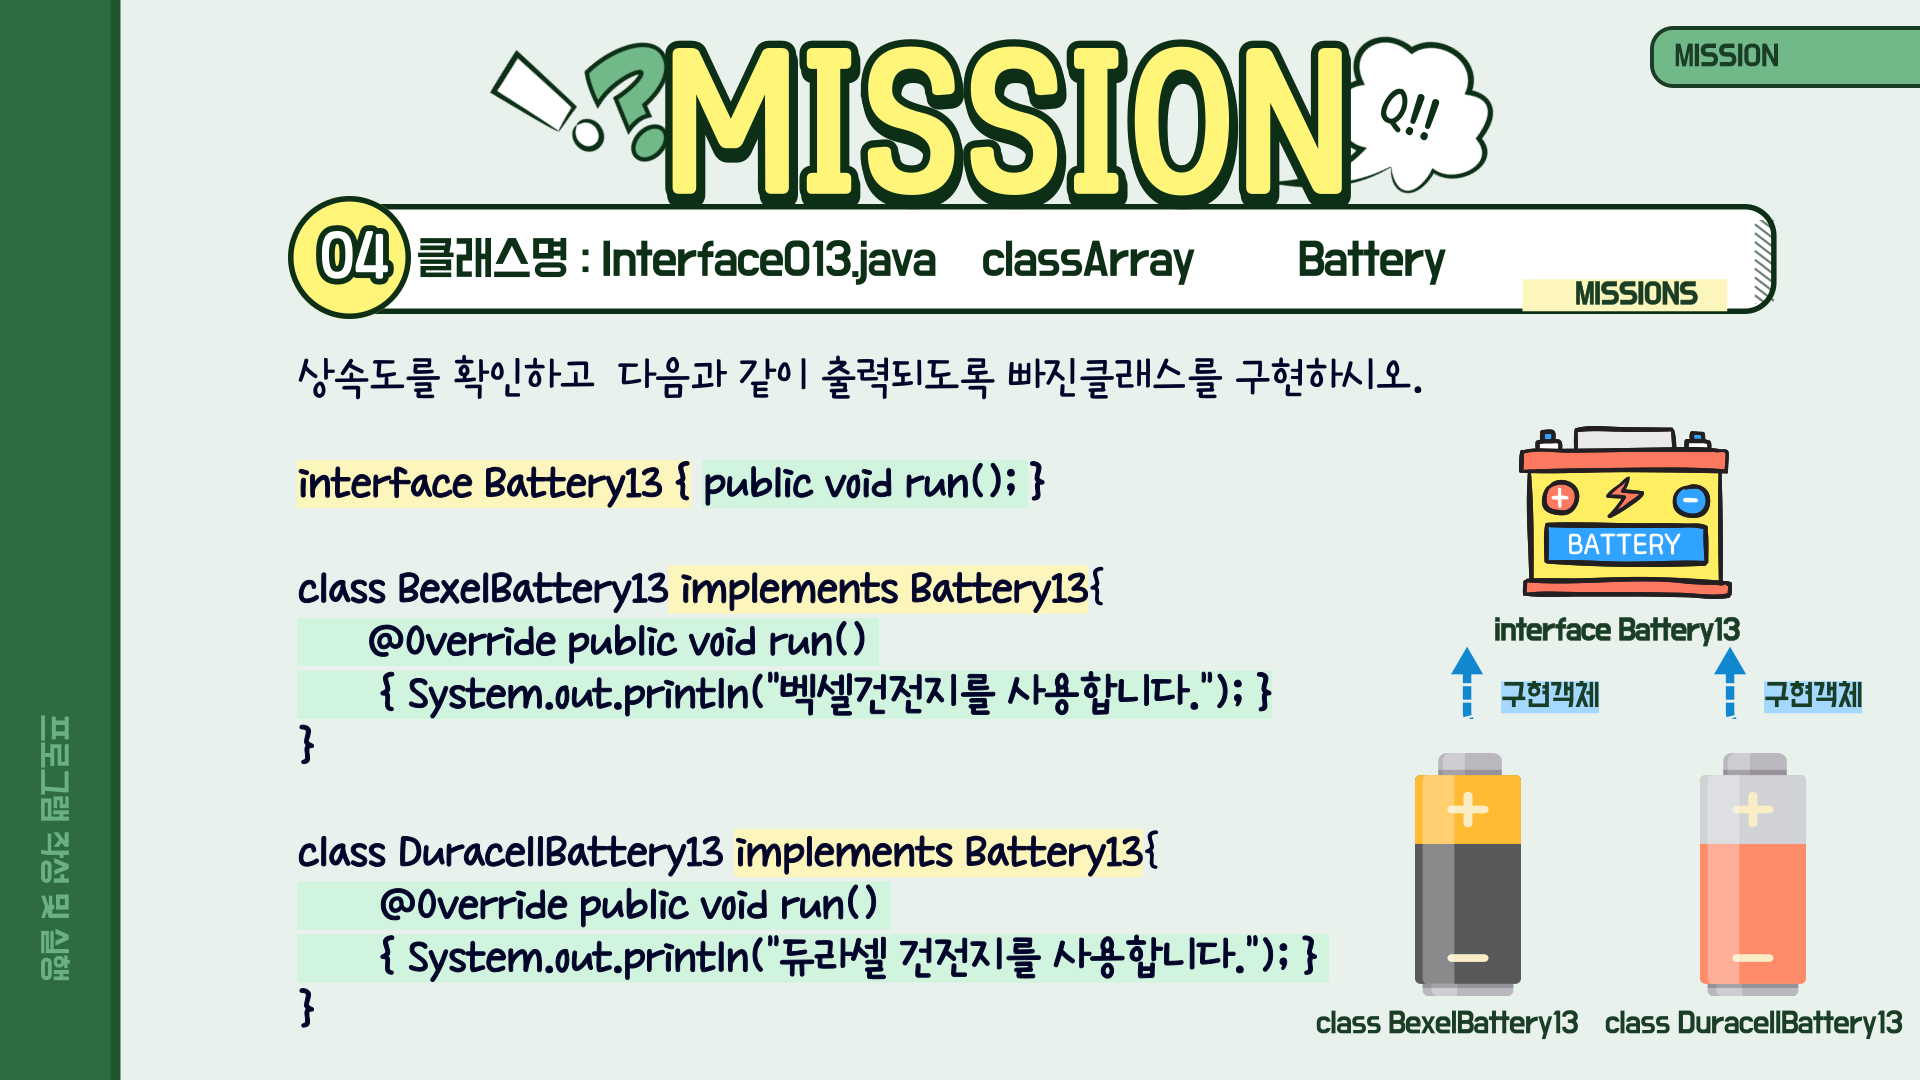 MISSION
MISSION
Q!!
04 클래스명 : Interface013.java classArray Battery
MISSIONS
상속도를 확인하고 다음과 같이 출력되도록 빠진클래스를 구현하시오.
interface Battery13 { public void run(); }
class BexelBattery13 implements Battery13{
@Override public void run()
{ System.out.println("벡셀건전지를 사용합니다."); }
}
class DuracellBattery13 implements Battery13{
@Override public void run()
{ System.out.println("듀라셀 건전지를 사용합니다."); }
}
BATTERY
interface Battery13
구현객체 구현객체
class BexelBattery13 class DuracellBattery13
프로그램 작성 및 실행